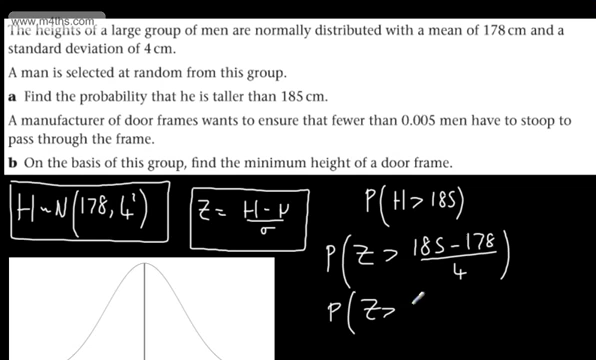 www.m4ths.com
The heights of a large group of men are normally distributed with a mean of 178 cm and a
standard deviation of 4 cm.
A man is selected at random from this group.
a Find the probability that he is taller than 185 cm.
A manufacturer of door frames wants to ensure that fewer than 0.005 men have to stoop to
pass through the frame.
b On the basis of this group, find the minimum height of a door frame.
H ~ N(178, 4²)
Z = (H - μ)/σ
P(H > 185)
P(Z > (185 - 178)/4)
P(Z >